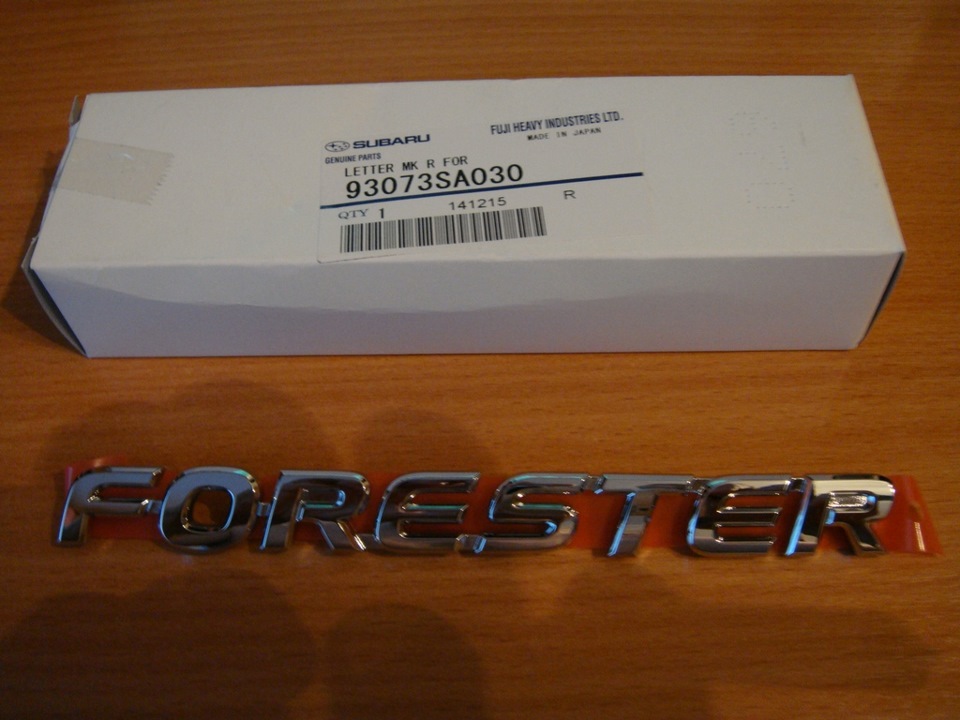 SUBARU
GENUINE PARTS
FUJI HEAVY INDUSTRIES LTD.
MADE IN JAPAN
LETTER MK R FOR
93073SA030
QTY 1 141215 R
FORESTER